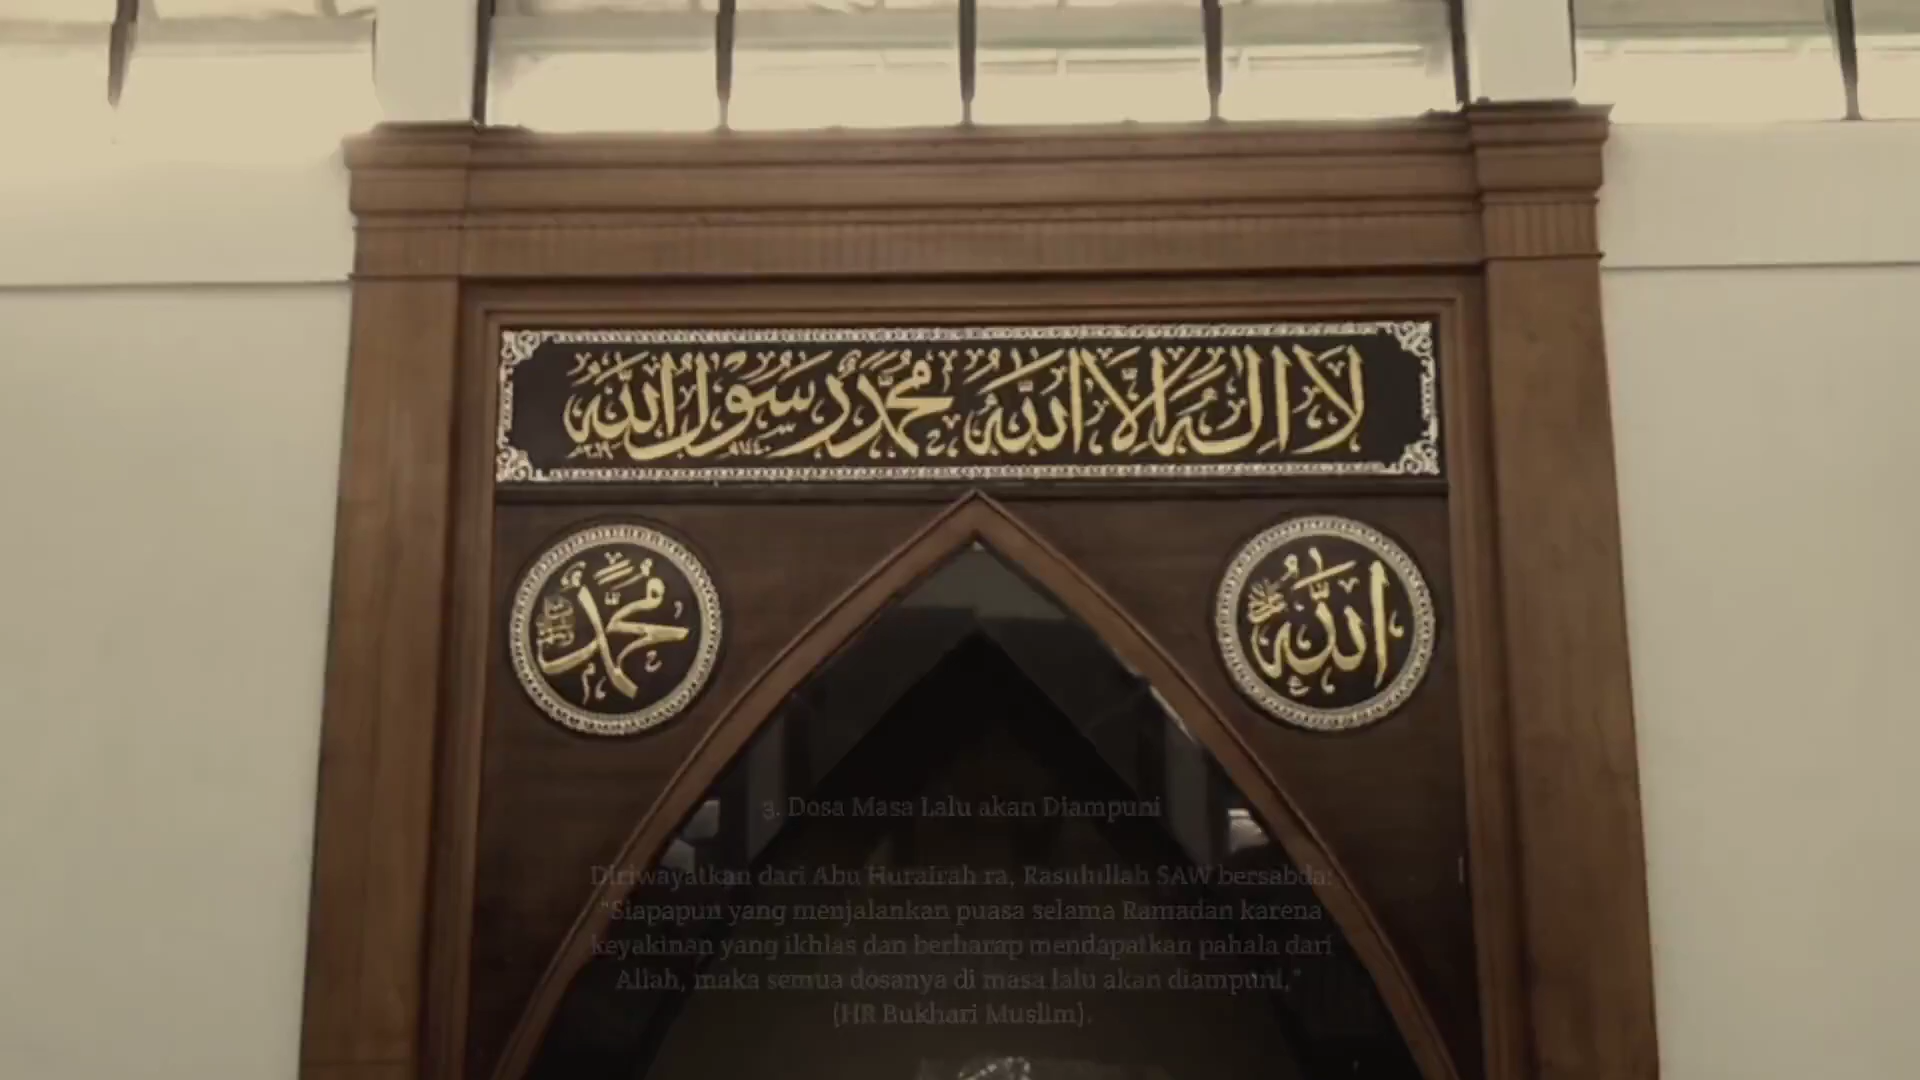 لا اله الا الله محمد رسول الله
محمد
الله
3. Dosa Masa Lalu akan Diampuni
Diriwayatkan dari Abu Hurairah ra, Rasulullah SAW bersabda:
"Siapapun yang menjalankan puasa selama Ramadan karena
keyakinan yang ikhlas dan berharap mendapatkan pahala dari
Allah, maka semua dosanya di masa lalu akan diampuni,"
(HR Bukhari Muslim).